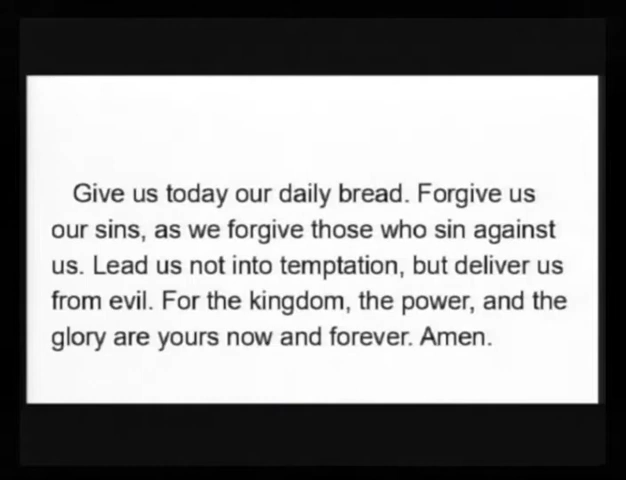 Give us today our daily bread. Forgive us
our sins, as we forgive those who sin against
us. Lead us not into temptation, but deliver us
from evil. For the kingdom, the power, and the
glory are yours now and forever. Amen.